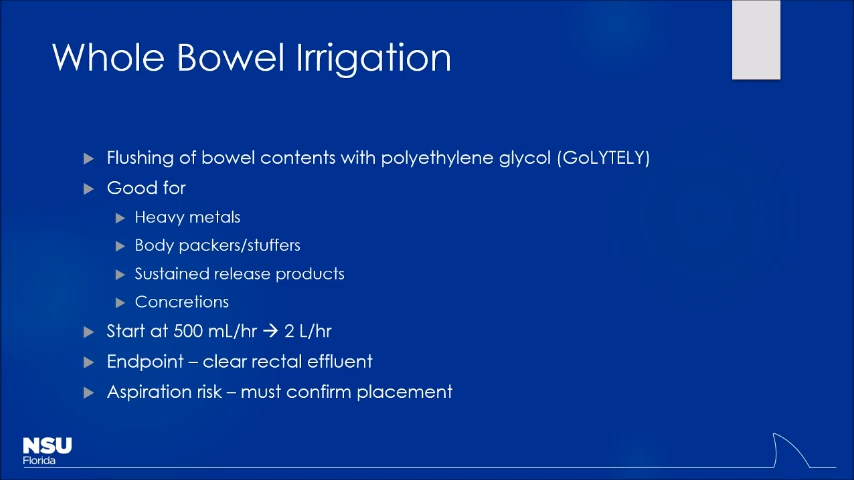 Whole Bowel Irrigation
Flushing of bowel contents with polyethylene glycol (GoLYTELY)
Good for
Heavy metals
Body packers/stuffers
Sustained release products
Concretions
Start at 500 mL/hr → 2 L/hr
Endpoint – clear rectal effluent
Aspiration risk – must confirm placement
NSU
Florida